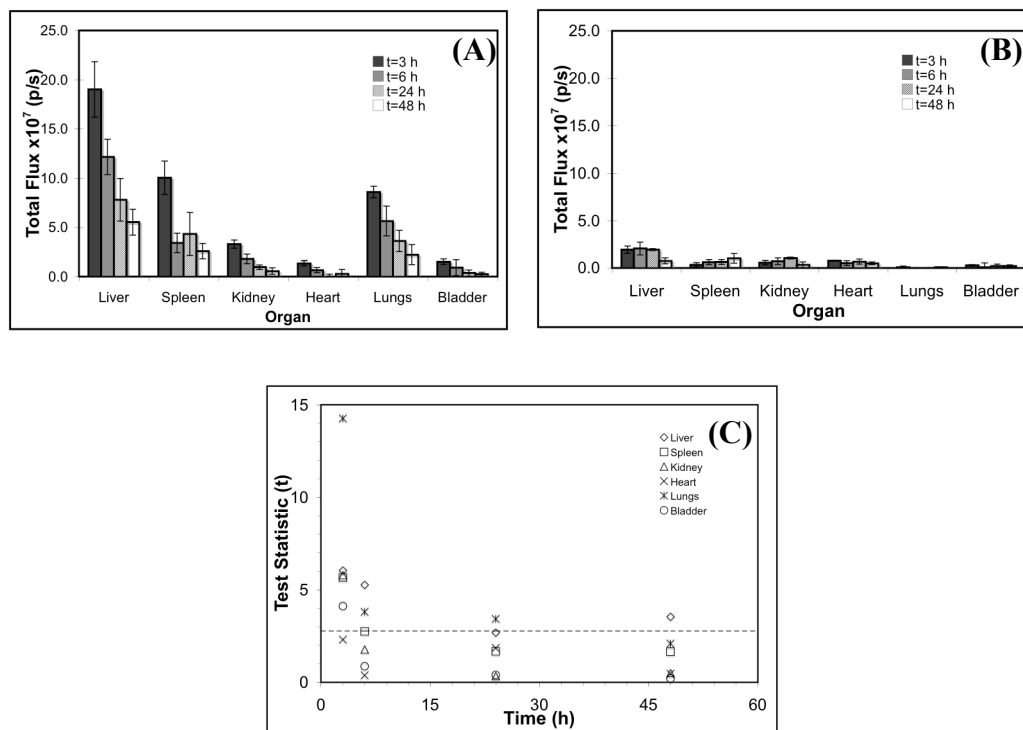 (A)
Total Flux x10⁷ (p/s)
25.0
20.0
15.0
10.0
5.0
0.0
t=3 h
t=6 h
t=24 h
t=48 h
Liver Spleen Kidney Heart Lungs Bladder
Organ
(B)
Total Flux x10⁷ (p/s)
25.0
20.0
15.0
10.0
5.0
0.0
t=3 h
t=6 h
t=24 h
t=48 h
Liver Spleen Kidney Heart Lungs Bladder
Organ
(C)
Test Statistic (t)
15
10
5
0
Liver
Spleen
Kidney
Heart
Lungs
Bladder
0 15 30 45 60
Time (h)